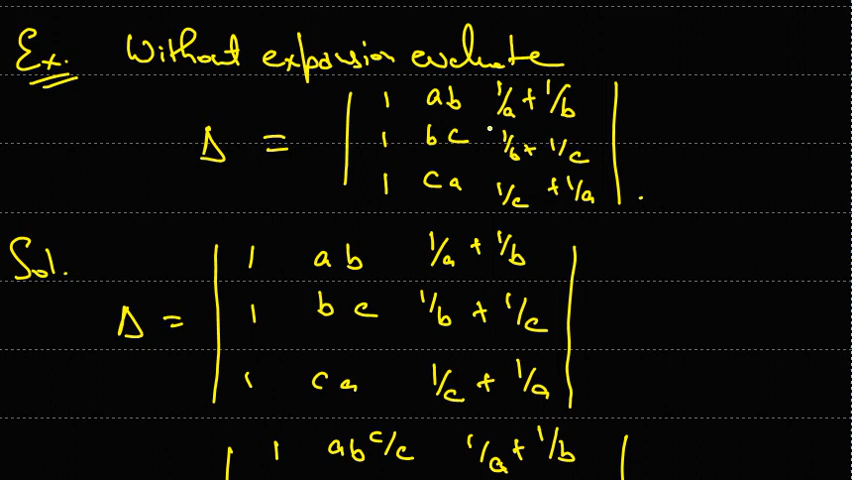 Ex. Without expansion evaluate
Δ = | 1 ab 1/a + 1/b |
| 1 bc 1/b + 1/c |
| 1 ca 1/c + 1/a | .
Sol.
Δ = | 1 ab 1/a + 1/b |
| 1 bc 1/b + 1/c |
| 1 ca 1/c + 1/a |
| 1 ab c/c 1/a + 1/b |